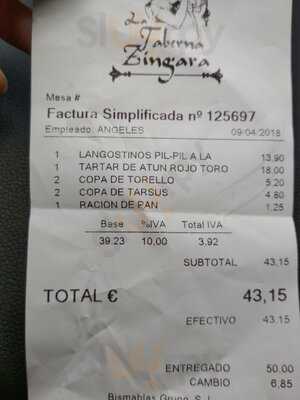 La
Taberna
Zingara
Mesa #
Factura Simplificada nº 125697
Empleado: ANGELES 09/04/2018
1 LANGOSTINOS PIL-PIL A LA 13,90
1 TARTAR DE ATUN ROJO TORO 18,00
2 COPA DE TORELLO 5,20
2 COPA DE TARSUS 4,80
1 RACION DE PAN 1,25
Base %IVA Total IVA
39,23 10,00 3,92
SUBTOTAL 43,15
TOTAL € 43,15
EFECTIVO 43,15
ENTREGADO 50,00
CAMBIO 6,85
Bismablas Grupo, S.L.